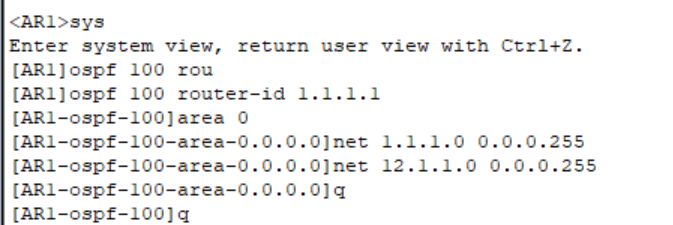 <AR1>sys
Enter system view, return user view with Ctrl+Z.
[AR1]ospf 100 rou
[AR1]ospf 100 router-id 1.1.1.1
[AR1-ospf-100]area 0
[AR1-ospf-100-area-0.0.0.0]net 1.1.1.0 0.0.0.255
[AR1-ospf-100-area-0.0.0.0]net 12.1.1.0 0.0.0.255
[AR1-ospf-100-area-0.0.0.0]q
[AR1-ospf-100]q